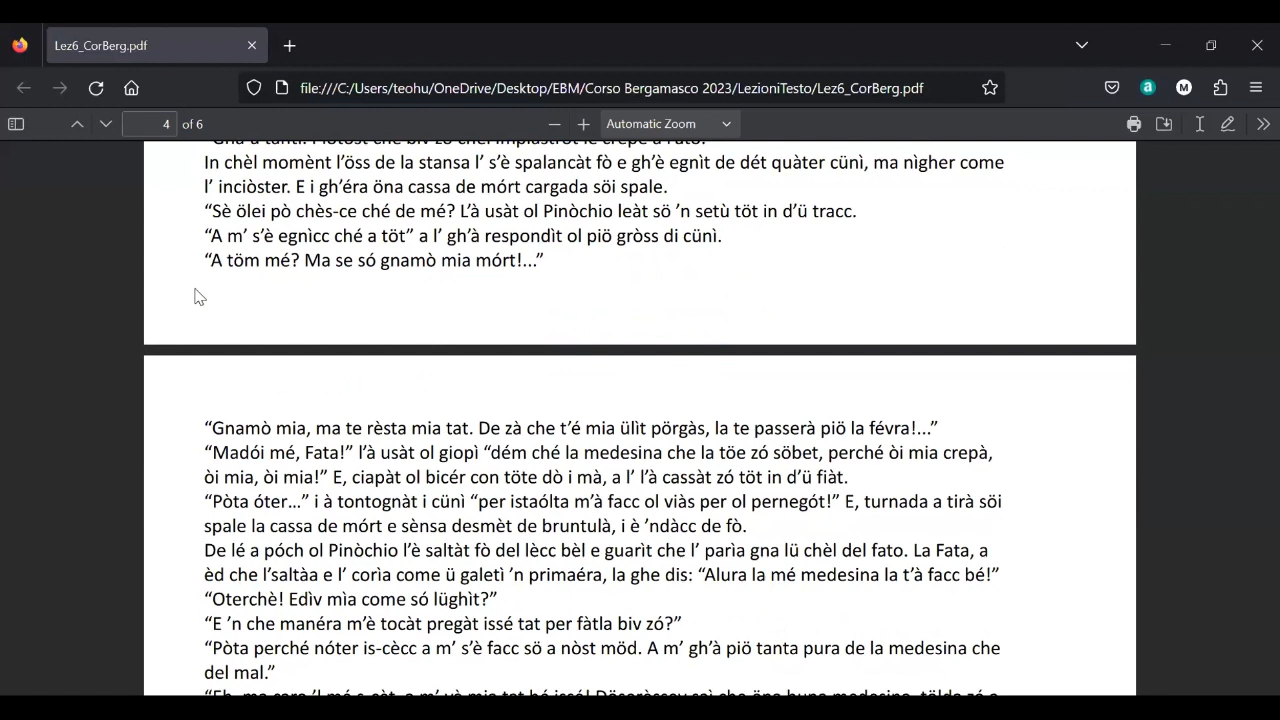 Lez6_CorBerg.pdf
file:///C:/Users/teohu/OneDrive/Desktop/EBM/Corso Bergamasco 2023/LezioniTesto/Lez6_CorBerg.pdf
4 of 6
Automatic Zoom
In chèl momènt l'öss de la stansa l' s'è spalancàt fò e gh'è egnìt de dét quàter cünì, ma nìgher come
l' inciòster. E i gh'éra öna cassa de mórt cargada söi spale.
“Sè ölei pò chès-ce ché de mé? L'à usàt ol Pinòchio leàt sö 'n setù töt in d'ü tracc.
“A m' s'è egnìcc ché a töt” a l' gh'à respondìt ol piö gròss di cünì.
“A töm mé? Ma se só gnamò mia mórt!...”
“Gnamò mia, ma te rèsta mia tat. De zà che t'é mia ülìt pörgàs, la te passerà piö la févra!...”
“Madói mé, Fata!” l'à usàt ol giopì “dém ché la medesina che la töe zó söbet, perché òi mia crepà,
òi mia, òi mia!” E, ciapàt ol bicér con töte dò i mà, a l' l'à cassàt zó töt in d'ü fiàt.
“Pòta óter...” i à tontognàt i cünì “per istaólta m'à facc ol viàs per ol pernegót!” E, turnada a tirà söi
spale la cassa de mórt e sènsa desmèt de bruntulà, i è 'ndàcc de fò.
De lé a póch ol Pinòchio l'è saltàt fò del lècc bèl e guarìt che l' parìa gna lü chèl del fato. La Fata, a
èd che l'saltàa e l' corìa come ü galetì 'n primaéra, la ghe dis: “Alura la mé medesina la t'à facc bé!”
“Oterchè! Edìv mìa come só lüghìt?”
“E 'n che manéra m'è tocàt pregàt issé tat per fàtla biv zó?”
“Pòta perché nóter is-cècc a m' s'è facc sö a nòst möd. A m' gh'à piö tanta pura de la medesina che
del mal.”